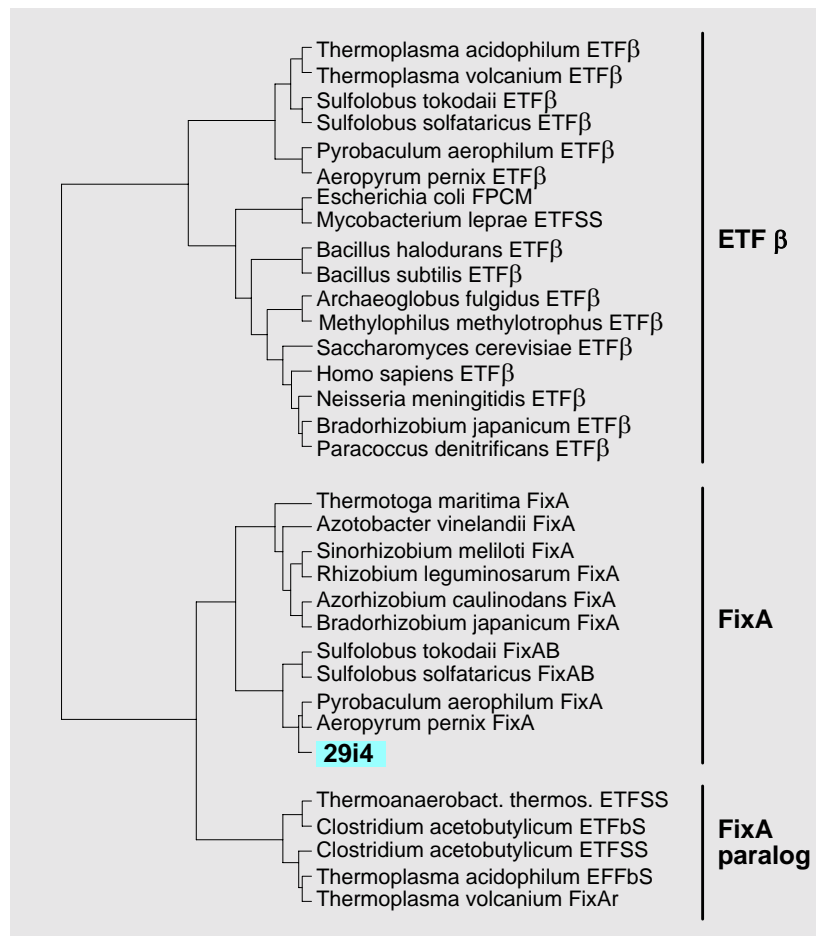 Thermoplasma acidophilum ETFβ
Thermoplasma volcanium ETFβ
Sulfolobus tokodaii ETFβ
Sulfolobus solfataricus ETFβ
Pyrobaculum aerophilum ETFβ
Aeropyrum pernix ETFβ
Escherichia coli FPCM
Mycobacterium leprae ETFSS
Bacillus halodurans ETFβ
Bacillus subtilis ETFβ
Archaeoglobus fulgidus ETFβ
Methylophilus methylotrophus ETFβ
Saccharomyces cerevisiae ETFβ
Homo sapiens ETFβ
Neisseria meningitidis ETFβ
Bradorhizobium japanicum ETFβ
Paracoccus denitrificans ETFβ
ETF β
Thermotoga maritima FixA
Azotobacter vinelandii FixA
Sinorhizobium meliloti FixA
Rhizobium leguminosarum FixA
Azorhizobium caulinodans FixA
Bradorhizobium japanicum FixA
Sulfolobus tokodaii FixAB
Sulfolobus solfataricus FixAB
Pyrobaculum aerophilum FixA
Aeropyrum pernix FixA
29i4
FixA
Thermoanaerobact. thermos. ETFSS
Clostridium acetobutylicum ETFbS
Clostridium acetobutylicum ETFSS
Thermoplasma acidophilum EFFbS
Thermoplasma volcanium FixAr
FixA
paralog